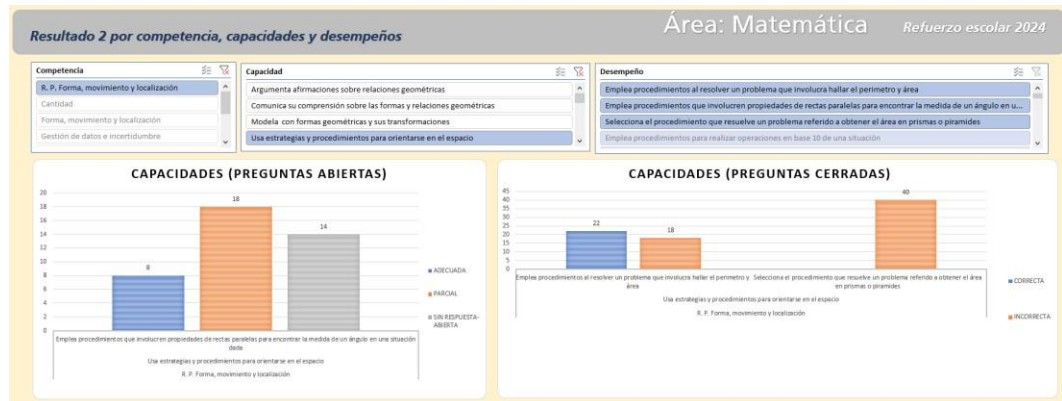 Área: Matemática
Refuerzo escolar 2024
Resultado 2 por competencia, capacidades y desempeños
Competencia
R. P. Forma, movimiento y localización
Cantidad
Forma, movimiento y localización
Gestión de datos e incertidumbre
Capacidad
Argumenta afirmaciones sobre relaciones geométricas
Comunica su comprensión sobre las formas y relaciones geométricas
Modela con formas geométricas y sus transformaciones
Usa estrategias y procedimientos para orientarse en el espacio
Desempeño
Emplea procedimientos al resolver un problema que involucra hallar el perimetro y área
Emplea procedimientos que involucren propiedades de rectas paralelas para encontrar la medida de un ángulo en u...
Selecciona el procedimiento que resuelve un problema referido a obtener el área en prismas o piramides
Emplea procedimientos para realizar operaciones en base 10 de una situación
CAPACIDADES (PREGUNTAS ABIERTAS)
20
18
16
14
12
10
8
6
4
2
0
8
18
14
ADECUADA
PARCIAL
SIN RESPUESTA-
ABIERTA
Emplea procedimientos que involucren propiedades de rectas paralelas para encontrar la medida de un ángulo en una situación
dada
Usa estrategias y procedimientos para orientarse en el espacio
R. P. Forma, movimiento y localización
CAPACIDADES (PREGUNTAS CERRADAS)
45
40
35
30
25
20
15
10
5
0
22
18
40
Emplea procedimientos al resolver un problema que involucra hallar el perimetro y
área
Selecciona el procedimiento que resuelve un problema referido a obtener el área
en prismas o piramides
Usa estrategias y procedimientos para orientarse en el espacio
R. P. Forma, movimiento y localización
CORRECTA
INCORRECTA